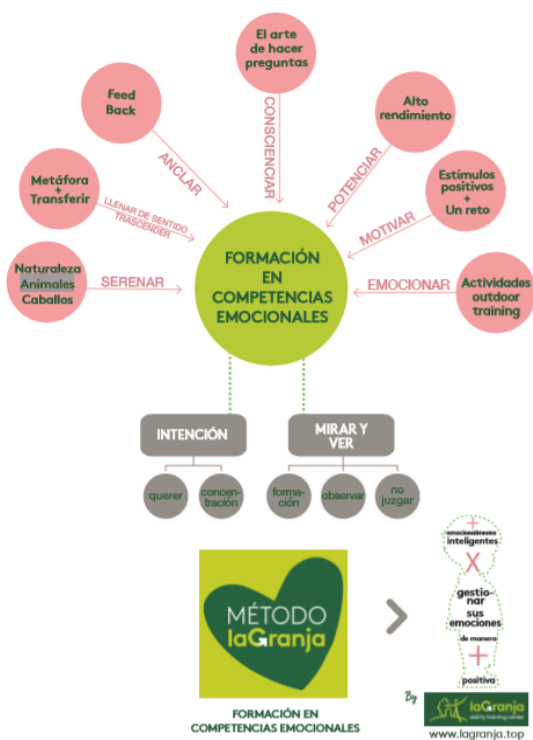 El arte
de hacer
preguntas
Feed
Back
Alto
rendimiento
CONSCIENCIAR
ANCLAR
POTENCIAR
Metáfora
+
Transferir
Estímulos
positivos
+
Un reto
LLENAR DE SENTIDO
TRASCENDER
MOTIVAR
Naturaleza
Animales
Caballos
SERENAR
FORMACIÓN
EN
COMPETENCIAS
EMOCIONALES
EMOCIONAR
Actividades
outdoor
training
INTENCIÓN
MIRAR Y
VER
querer
concen-
tración
forma-
ción
observar
no
juzgar
MÉTODO
laGranja
FORMACIÓN EN
COMPETENCIAS EMOCIONALES
>
+
emocionalmente
inteligentes
X
gestio-
nar
sus
emociones
de manera
+
positiva
By
laGranja
ability training center
www.lagranja.top